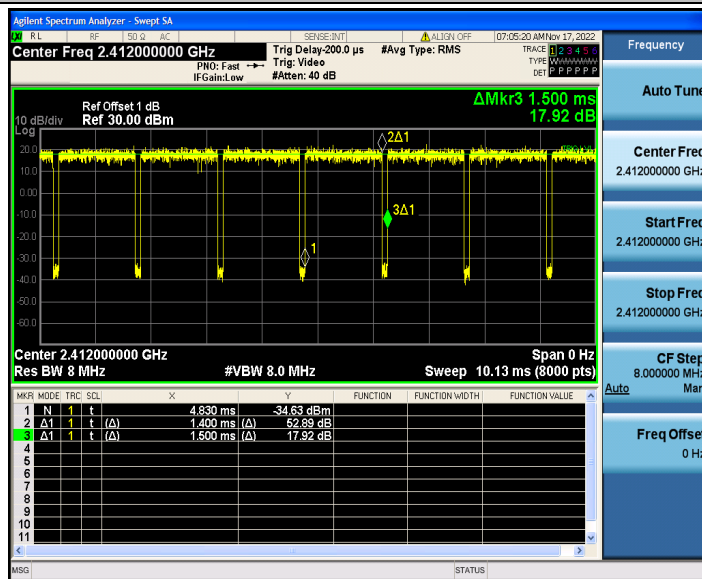 Agilent Spectrum Analyzer - Swept SA
RL RF 50 Ω AC SENSE:INT ALIGN OFF 07:05:20 AM Nov 17, 2022
Center Freq 2.412000000 GHz
PNO: Fast
IFGain:Low
Trig Delay-200.0 µs
Trig: Video
#Atten: 40 dB
#Avg Type: RMS
TRACE 1 2 3 4 5 6
TYPE W
DET P P P P P P
ΔMkr3 1.500 ms
17.92 dB
Ref Offset 1 dB
10 dB/div Ref 30.00 dBm
Log
20.0
10.0
0.00
-10.0
-20.0
-30.0
-40.0
-50.0
-60.0
2Δ1
3Δ1
1
Center 2.412000000 GHz Span 0 Hz
Res BW 8 MHz #VBW 8.0 MHz Sweep 10.13 ms (8000 pts)
MKR MODE TRC SCL X Y FUNCTION FUNCTION WIDTH FUNCTION VALUE
1 N 1 t 4.830 ms -34.63 dBm
2 Δ1 1 t (Δ) 1.400 ms (Δ) 52.89 dB
3 Δ1 1 t (Δ) 1.500 ms (Δ) 17.92 dB
4
5
6
7
8
9
10
11
MSG STATUS
Frequency
Auto Tune
Center Freq
2.412000000 GHz
Start Freq
2.412000000 GHz
Stop Freq
2.412000000 GHz
CF Step
8.000000 MHz
Auto Man
Freq Offset
0 Hz